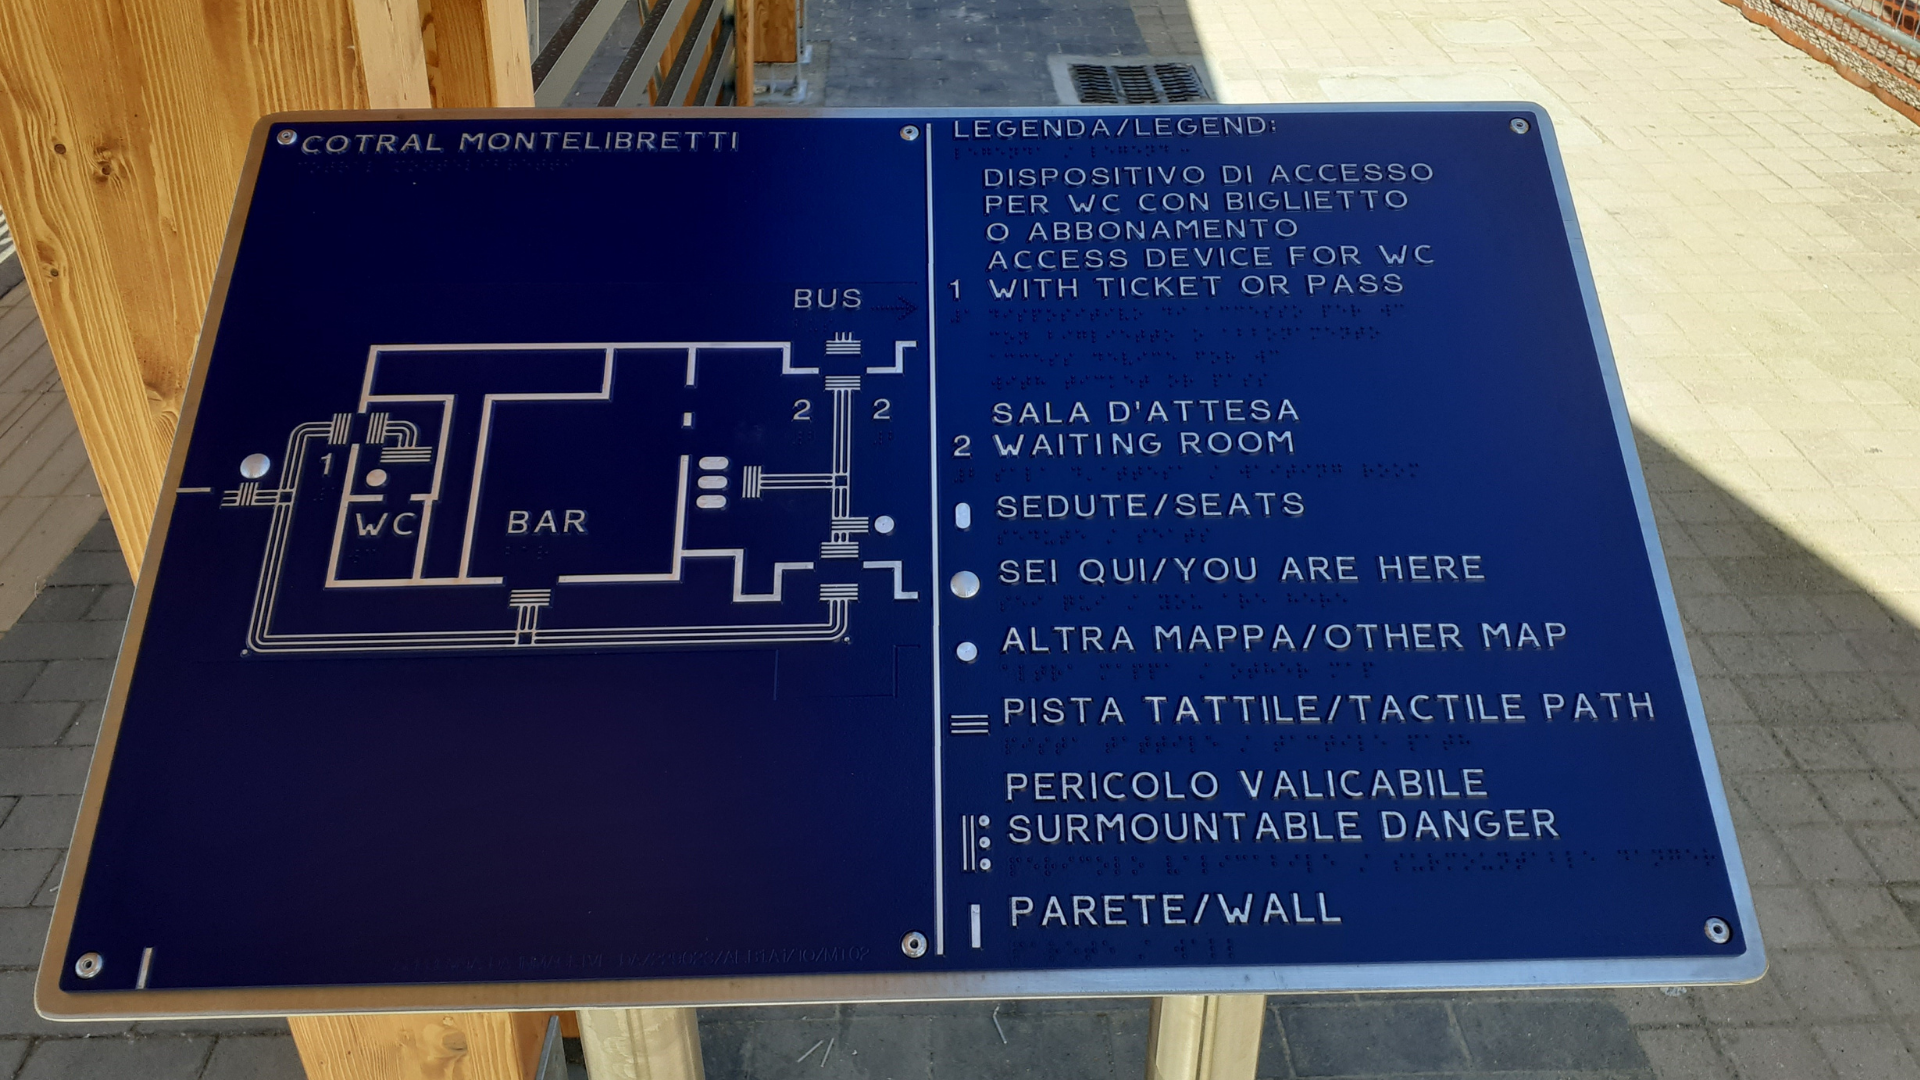 COTRAL MONTELIBRETTI
BUS
2 2
1
WC
BAR
LEGENDA/LEGEND:
DISPOSITIVO DI ACCESSO
PER WC CON BIGLIETTO
O ABBONAMENTO
ACCESS DEVICE FOR WC
1 WITH TICKET OR PASS
SALA D'ATTESA
2 WAITING ROOM
SEDUTE/SEATS
SEI QUI/YOU ARE HERE
ALTRA MAPPA/OTHER MAP
PISTA TATTILE/TACTILE PATH
PERICOLO VALICABILE
SURMOUNTABLE DANGER
PARETE/WALL